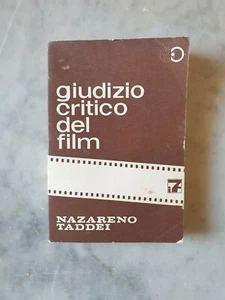 giudizio
critico
del
film
7
NAZARENO
TADDEI